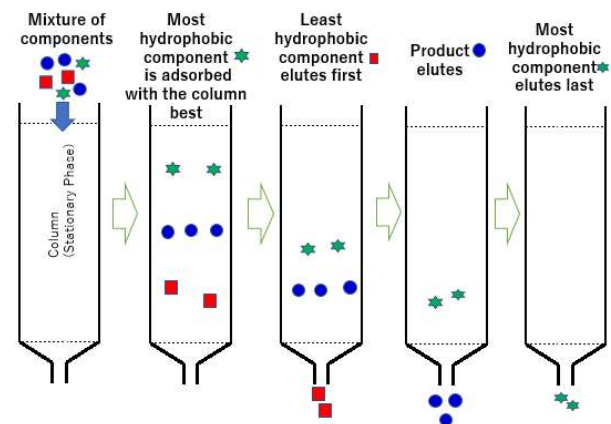 Mixture of
components
Column
(Stationary Phase)
Most
hydrophobic
component
is adsorbed
with the column
best
Least
hydrophobic
component
elutes first
Product
elutes
Most
hydrophobic
component
elutes last